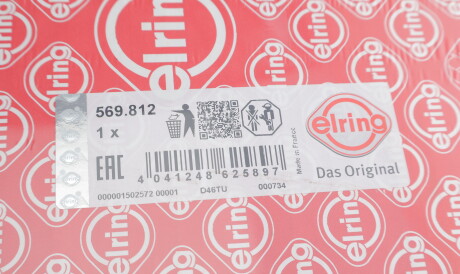 569.812
1 x
EAC
4 041248 625897
000001502572 00001 D46TU 000734
Made in France
elring
Das Original